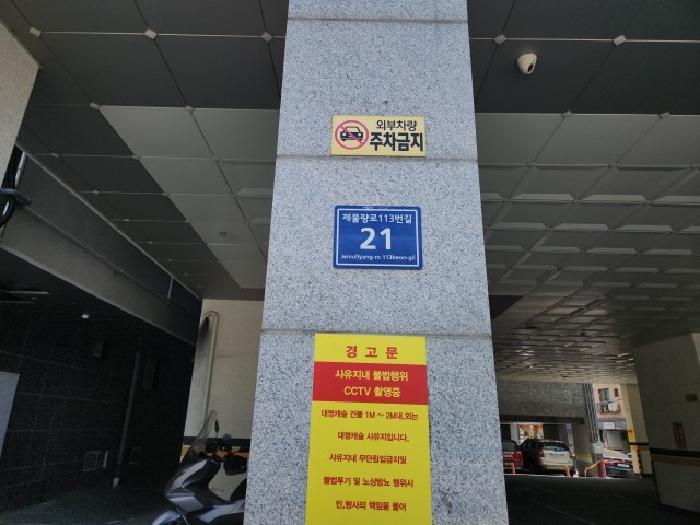 외부차량
주차금지
제물량로113번길
21
Jemullyang-ro 113beon-gil
경 고 문
사유지내 불법행위
CCTV 촬영중
대명캐슬 건물 1M ~ 2M내,외는
대명캐슬 사유지입니다.
사유지내 무단침입금지및
불법투기 및 노상방뇨 행위시
민,형사의 책임을 물어